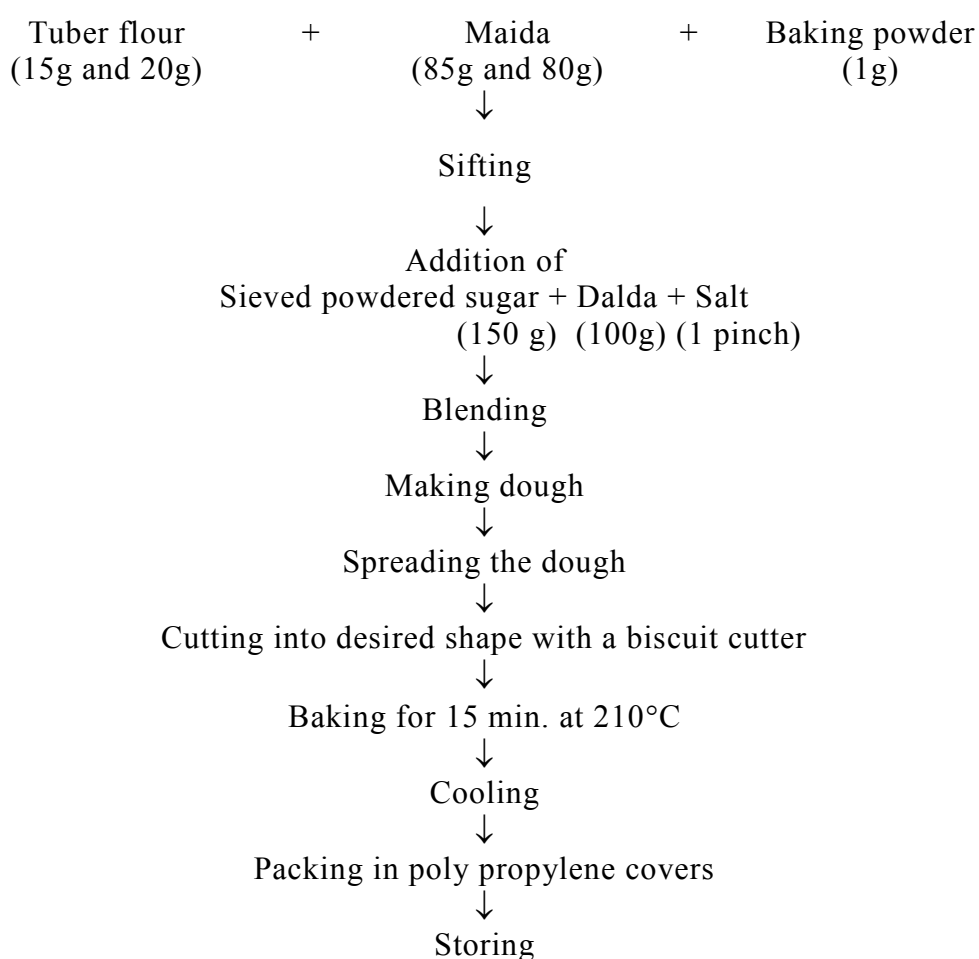 Tuber flour + Maida + Baking powder
(15g and 20g) (85g and 80g) (1g)
↓
Sifting
↓
Addition of
Sieved powdered sugar + Dalda + Salt
(150 g) (100g) (1 pinch)
↓
Blending
↓
Making dough
↓
Spreading the dough
↓
Cutting into desired shape with a biscuit cutter
↓
Baking for 15 min. at 210°C
↓
Cooling
↓
Packing in poly propylene covers
↓
Storing